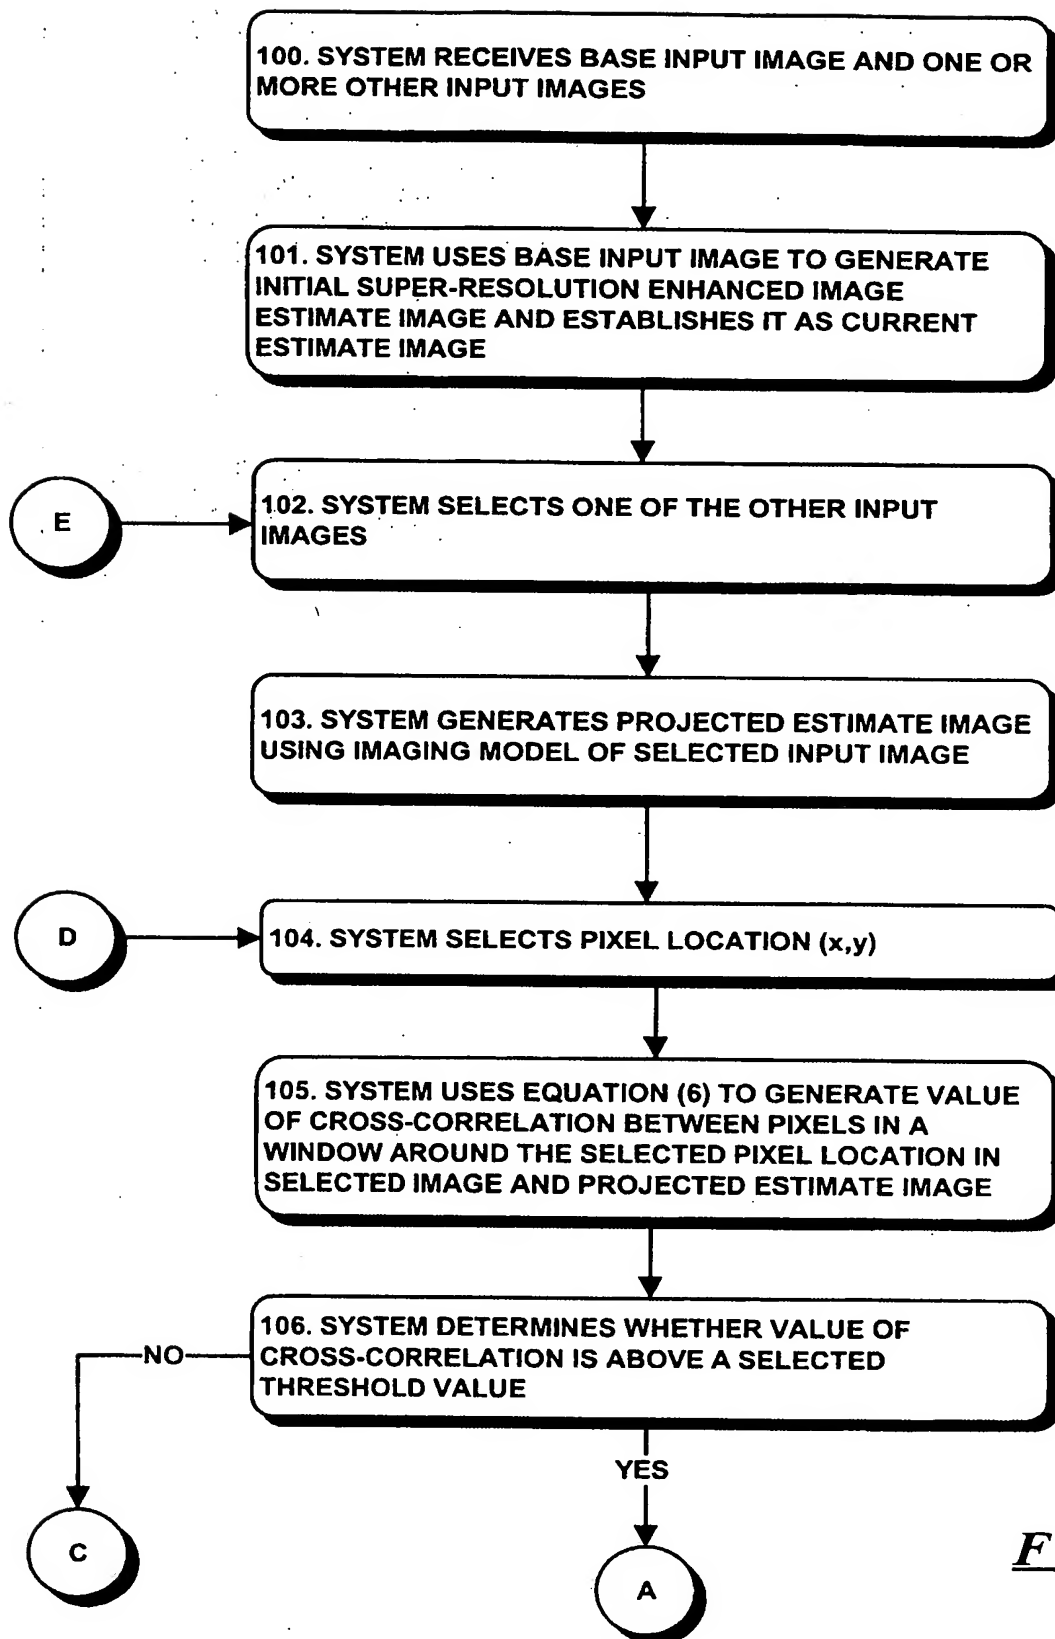 100. SYSTEM RECEIVES BASE INPUT IMAGE AND ONE OR
MORE OTHER INPUT IMAGES
101. SYSTEM USES BASE INPUT IMAGE TO GENERATE
INITIAL SUPER-RESOLUTION ENHANCED IMAGE
ESTIMATE IMAGE AND ESTABLISHES IT AS CURRENT
ESTIMATE IMAGE
E
102. SYSTEM SELECTS ONE OF THE OTHER INPUT
IMAGES
103. SYSTEM GENERATES PROJECTED ESTIMATE IMAGE
USING IMAGING MODEL OF SELECTED INPUT IMAGE
D
104. SYSTEM SELECTS PIXEL LOCATION (x,y)
105. SYSTEM USES EQUATION (6) TO GENERATE VALUE
OF CROSS-CORRELATION BETWEEN PIXELS IN A
WINDOW AROUND THE SELECTED PIXEL LOCATION IN
SELECTED IMAGE AND PROJECTED ESTIMATE IMAGE
106. SYSTEM DETERMINES WHETHER VALUE OF
CROSS-CORRELATION IS ABOVE A SELECTED
THRESHOLD VALUE
NO
YES
C
A
F